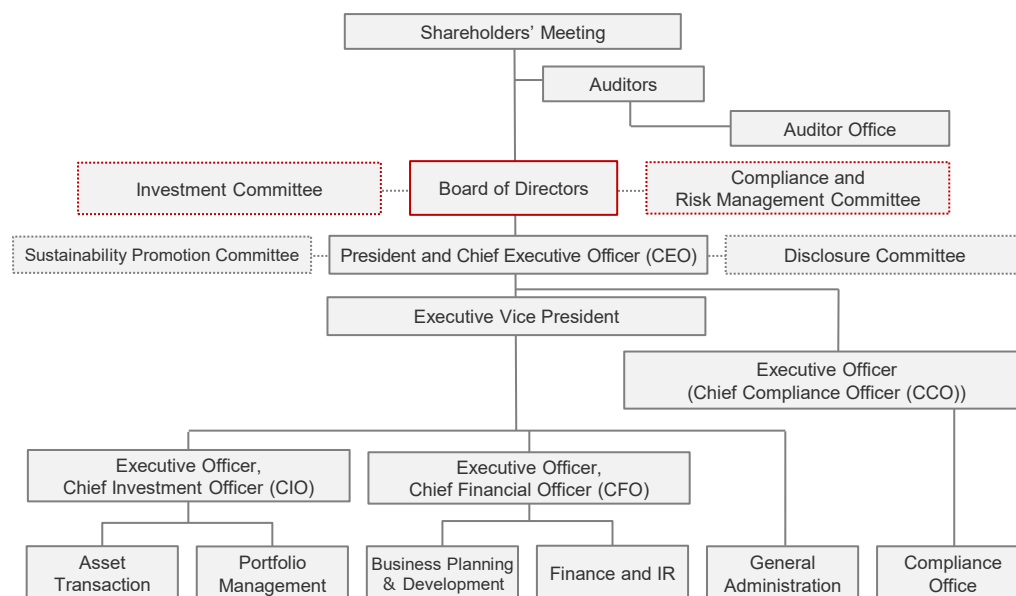 Shareholders’ Meeting
Auditors
Auditor Office
Investment Committee
Board of Directors
Compliance and
Risk Management Committee
Sustainability Promotion Committee
President and Chief Executive Officer (CEO)
Disclosure Committee
Executive Vice President
Executive Officer
(Chief Compliance Officer (CCO))
Executive Officer,
Chief Investment Officer (CIO)
Executive Officer,
Chief Financial Officer (CFO)
Asset
Transaction
Portfolio
Management
Business Planning
& Development
Finance and IR
General
Administration
Compliance
Office